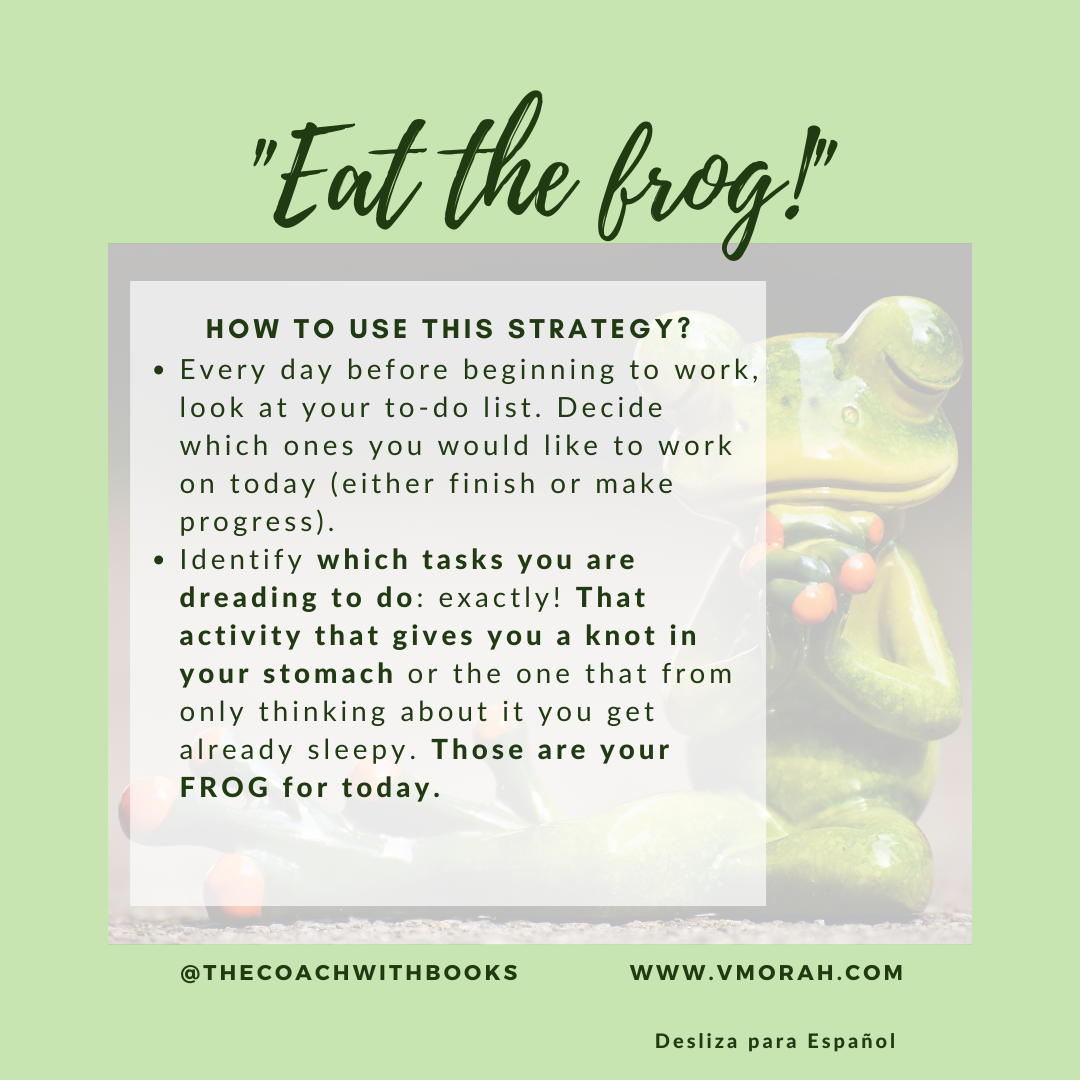 "Eat the frog!"
HOW TO USE THIS STRATEGY?
• Every day before beginning to work,
look at your to-do list. Decide
which ones you would like to work
on today (either finish or make
progress).
• Identify which tasks you are
dreading to do: exactly! That
activity that gives you a knot in
your stomach or the one that from
only thinking about it you get
already sleepy. Those are your
FROG for today.
@THECOACHWITHBOOKS WWW.VMORAH.COM
Desliza para Español